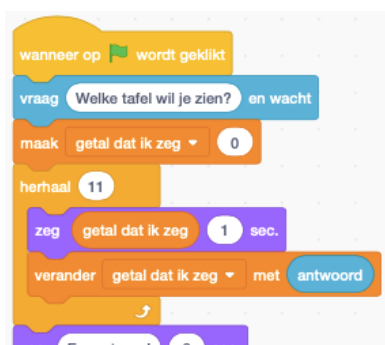 wanneer op wordt geklikt
vraag Welke tafel wil je zien? en wacht
maak getal dat ik zeg 0
herhaal 11
zeg getal dat ik zeg 1 sec.
verander getal dat ik zeg met antwoord